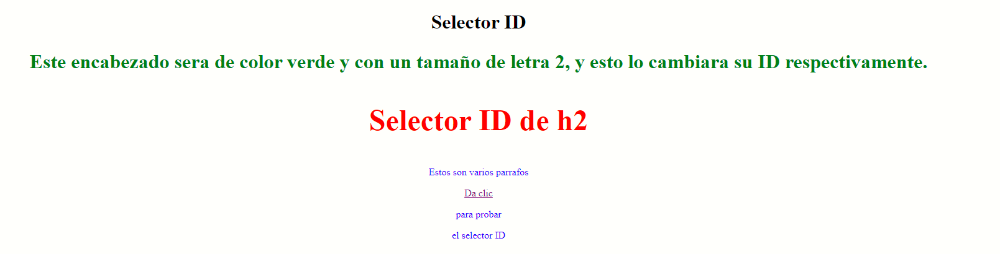 Selector ID
Este encabezado sera de color verde y con un tamaño de letra 2, y esto lo cambiara su ID respectivamente.
Selector ID de h2
Estos son varios parrafos
Da clic
para probar
el selector ID